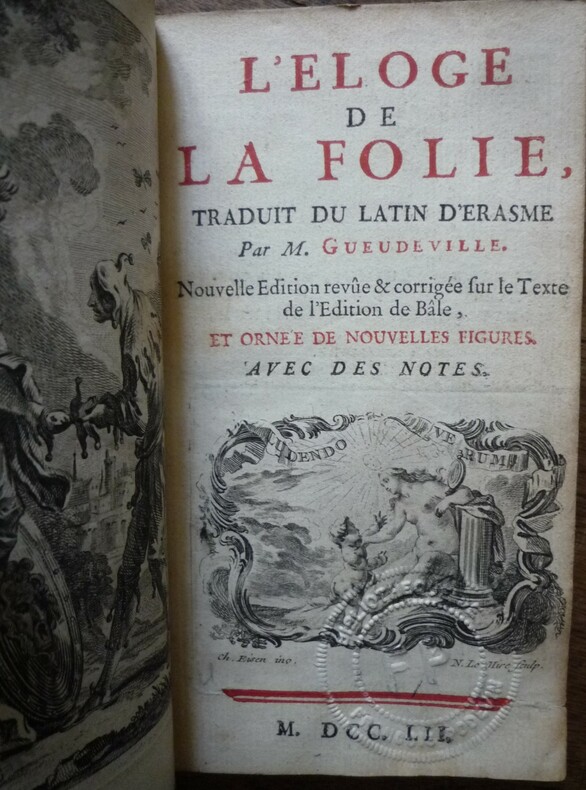 L'ELOGE
DE
LA FOLIE,
TRADUIT DU LATIN D'ERASME
Par M. GUEUDEVILLE.
Nouvelle Edition revûe & corrigée ſur le Texte
de l'Edition de Bâle,
ET ORNE'E DE NOUVELLES FIGURES.
AVEC DES NOTES.
LUDENDO VERUM
Ch. Eisen inv.
N. Le Mire Sculp.
M. DCC. LII.